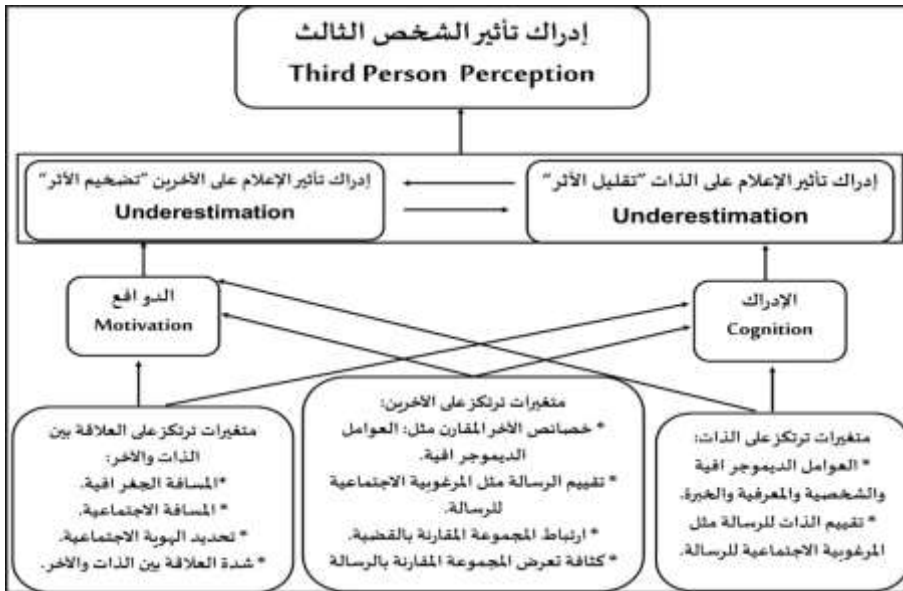 إدراك تأثير الشخص الثالث
Third Person Perception
إدراك تأثير الإعلام على الذات "تقليل الأثر"
Underestimation
إدراك تأثير الإعلام على الآخرين "تضخيم الأثر"
Underestimation
الإدراك
Cognition
الدوافع
Motivation
متغيرات ترتكز على الذات:
* العوامل الديموجرافية
والشخصية والمعرفية والخبرة.
* تقييم الذات للرسالة مثل
المرغوبية الاجتماعية للرسالة.
متغيرات ترتكز على الآخرين:
* خصائص الآخر المقارن مثل: العوامل
الديموجرافية.
* تقييم الرسالة مثل المرغوبية الاجتماعية
للرسالة.
* ارتباط المجموعة المقارنة بالقضية.
* كثافة تعرض المجموعة المقارنة بالرسالة
متغيرات ترتكز على العلاقة بين
الذات والآخر:
*المسافة الجغرافية.
* المسافة الاجتماعية.
* تحديد الهوية الاجتماعية.
* شدة العلاقة بين الذات والآخر.